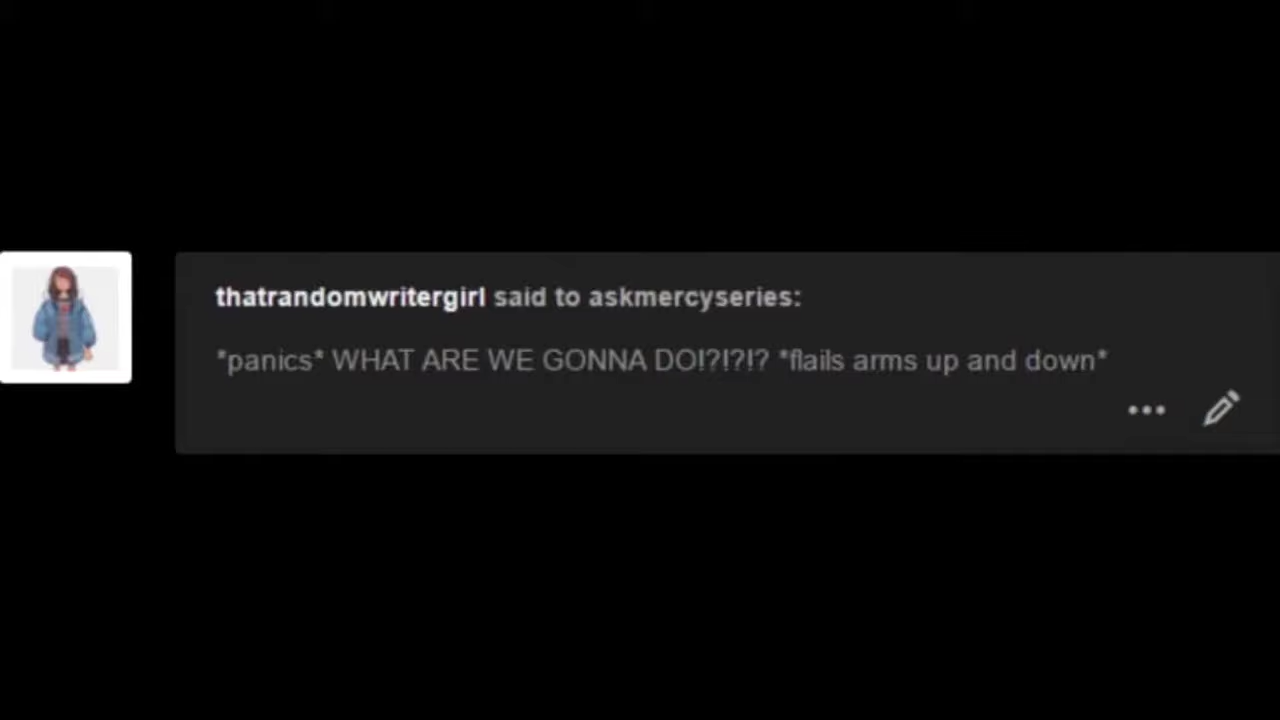 thatrandomwritergirl said to askmercyseries:
*panics* WHAT ARE WE GONNA DO!?!?!? *flails arms up and down*